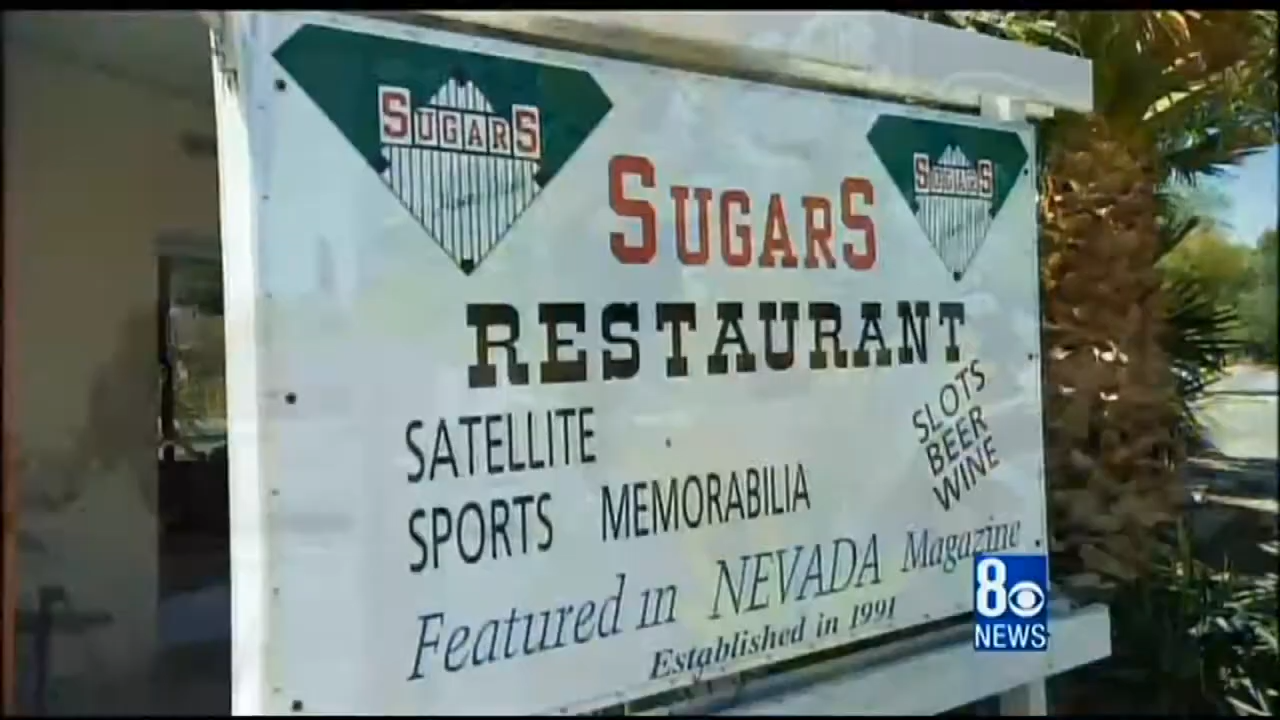 SUGARS
SUGARS
SUGARS
RESTAURANT
SATELLITE
SPORTS MEMORABILIA
SLOTS
BEER
WINE
Featured in NEVADA Magazine
Established in 1991
8
NEWS